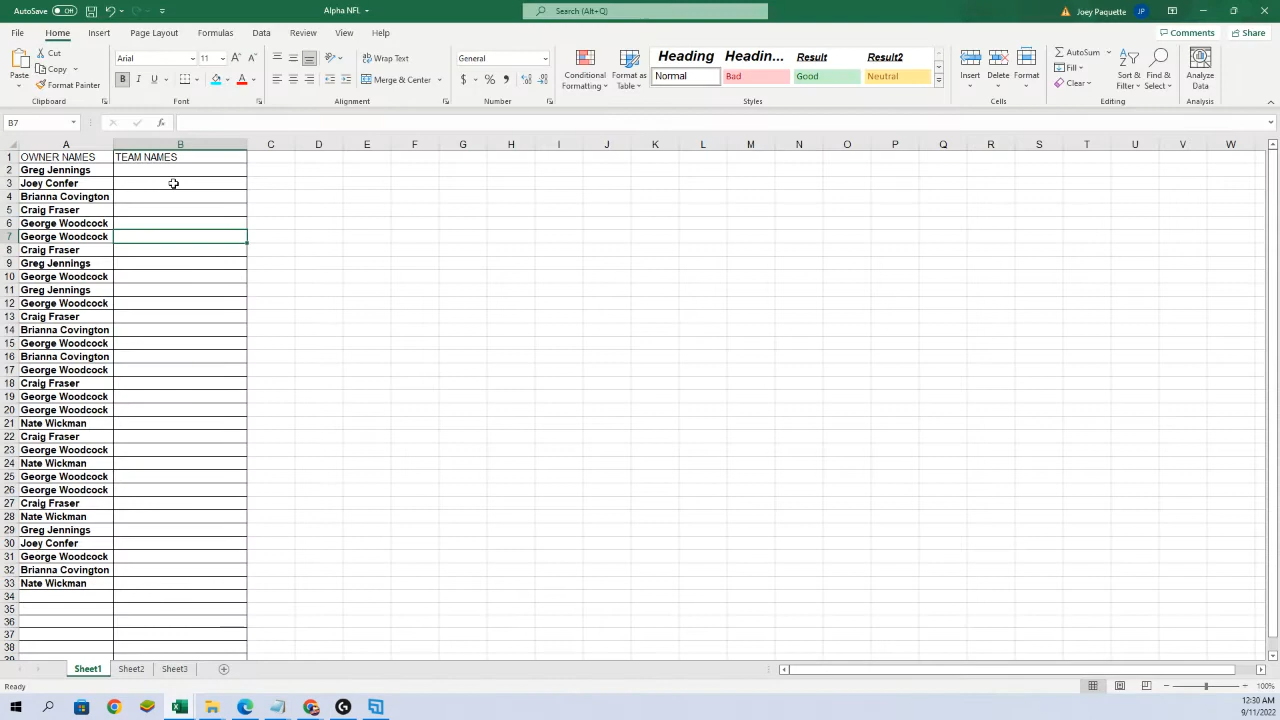 AutoSave Off Alpha NFL Search (Alt+Q) Joey Paquette JP
File Home Insert Page Layout Formulas Data Review View Help Comments Share
Paste Cut Copy Format Painter
Clipboard
Arial 11 A A B I U A
Font
Wrap Text Merge & Center
Alignment
General $ % ,
Number
Conditional Formatting Format as Table
Heading Headin... Result Result2
Normal Bad Good Neutral
Styles
Insert Delete Format
Cells
AutoSum Fill Clear Sort & Filter Find & Select
Editing
Analyze Data
Analysis
B7 fx
A B C D E F G H I J K L M N O P Q R S T U V W
1 OWNER NAMES TEAM NAMES
2 Greg Jennings
3 Joey Confer
4 Brianna Covington
5 Craig Fraser
6 George Woodcock
7 George Woodcock
8 Craig Fraser
9 Greg Jennings
10 George Woodcock
11 Greg Jennings
12 George Woodcock
13 Craig Fraser
14 Brianna Covington
15 George Woodcock
16 Brianna Covington
17 George Woodcock
18 Craig Fraser
19 George Woodcock
20 George Woodcock
21 Nate Wickman
22 Craig Fraser
23 George Woodcock
24 Nate Wickman
25 George Woodcock
26 George Woodcock
27 Craig Fraser
28 Nate Wickman
29 Greg Jennings
30 Joey Confer
31 George Woodcock
32 Brianna Covington
33 Nate Wickman
34
35
36
37
38
39
Sheet1 Sheet2 Sheet3
Ready 100%
12:30 AM
9/11/2022